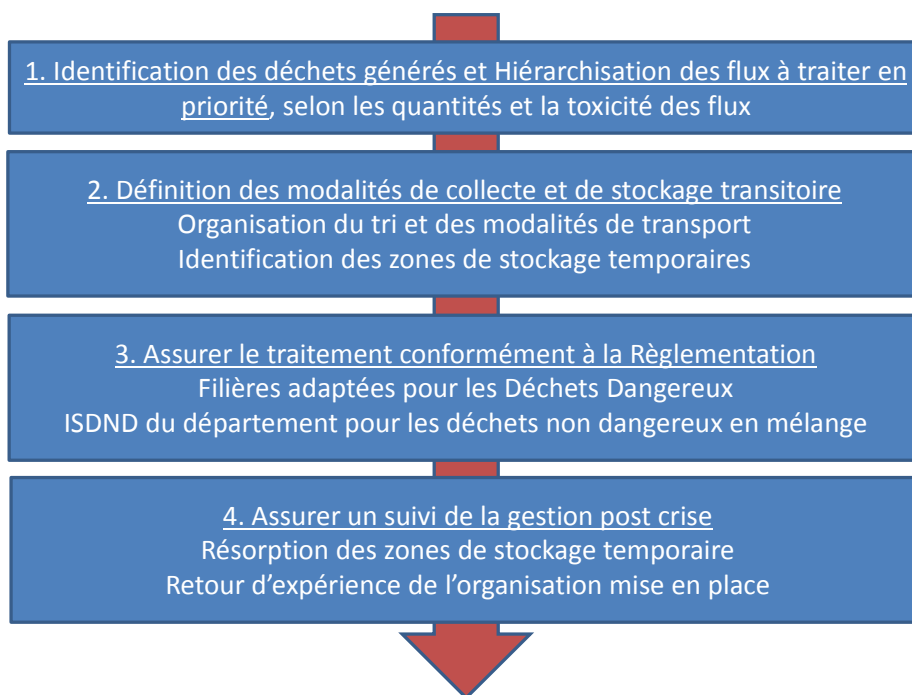 1. Identification des déchets générés et Hiérarchisation des flux à traiter en
priorité, selon les quantités et la toxicité des flux
2. Définition des modalités de collecte et de stockage transitoire
Organisation du tri et des modalités de transport
Identification des zones de stockage temporaires
3. Assurer le traitement conformément à la Règlementation
Filières adaptées pour les Déchets Dangereux
ISDND du département pour les déchets non dangereux en mélange
4. Assurer un suivi de la gestion post crise
Résorption des zones de stockage temporaire
Retour d’expérience de l’organisation mise en place